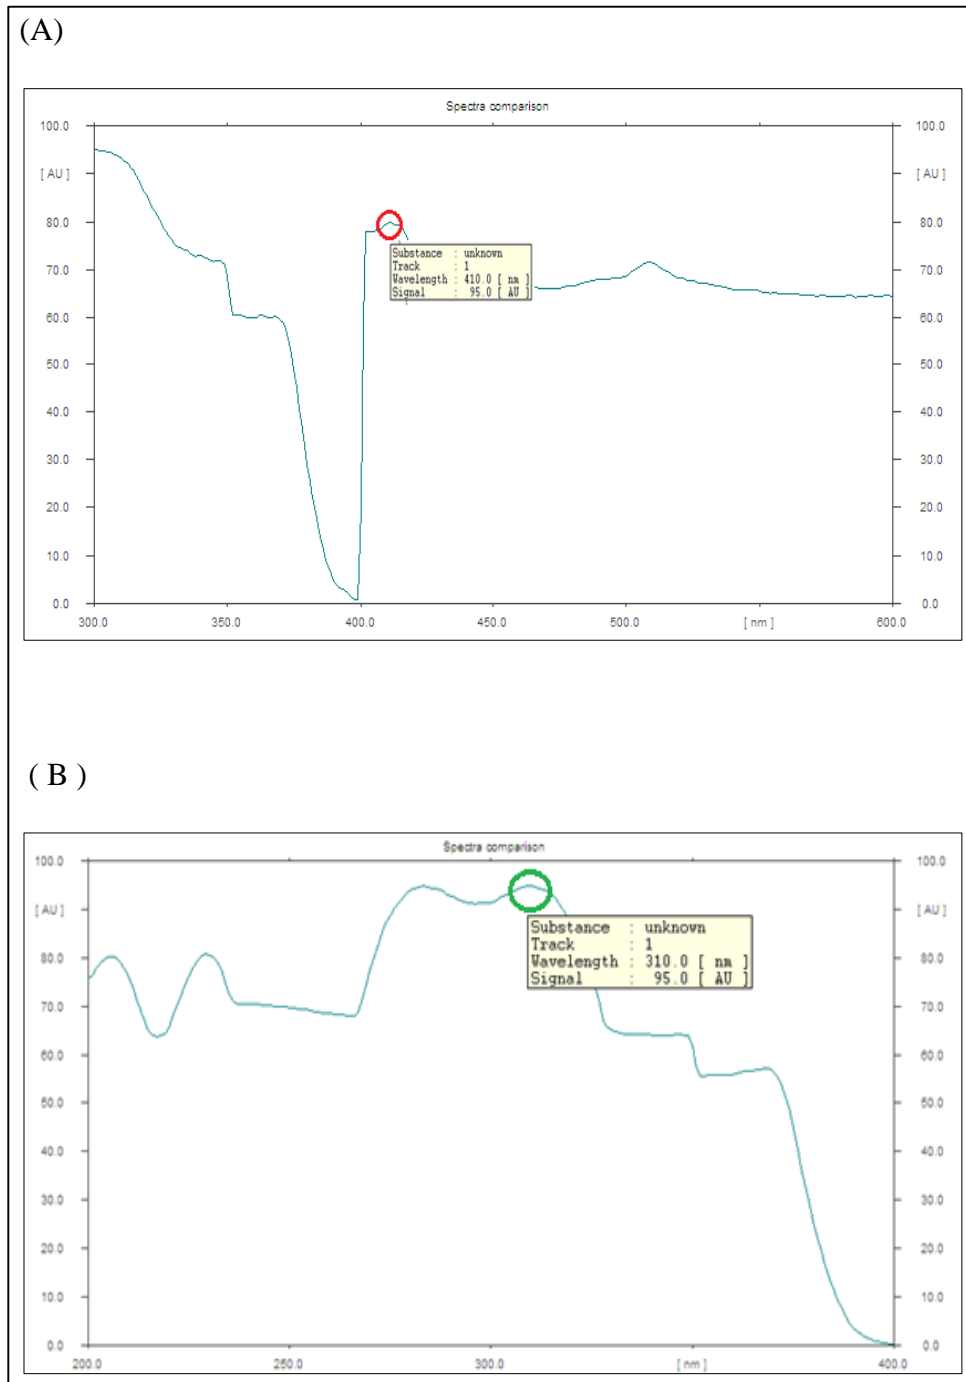 (A)
Spectra comparison
100.0 100.0
[ AU ] [ AU ]
80.0 80.0
Substance : unknown
Track : 1
Wavelength : 410.0 [ nm ]
Signal : 95.0 [ AU ]
70.0 70.0
60.0 60.0
50.0 50.0
40.0 40.0
30.0 30.0
20.0 20.0
10.0 10.0
0.0 0.0
300.0 350.0 400.0 450.0 500.0 [ nm ] 600.0
( B )
Spectra comparison
100.0 100.0
[ AU ] [ AU ]
Substance : unknown
Track : 1
Wavelength : 310.0 [ nm ]
Signal : 95.0 [ AU ]
80.0 80.0
70.0 70.0
60.0 60.0
50.0 50.0
40.0 40.0
30.0 30.0
20.0 20.0
10.0 10.0
0.0 0.0
200.0 250.0 300.0 [ nm ] 400.0